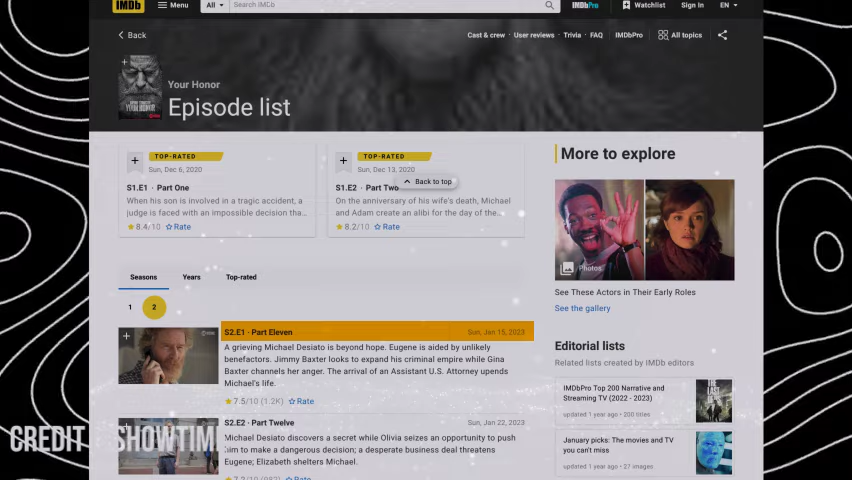 IMDb Menu All Search IMDb IMDbPro Watchlist Sign In EN
Back Cast & crew · User reviews · Trivia · FAQ IMDbPro All topics
Your Honor
Episode list
TOP-RATED
Sun, Dec 6, 2020
S1.E1 · Part One
When his son is involved in a tragic accident, a
judge is faced with an impossible decision tha...
8.4/10 Rate
TOP-RATED
Sun, Dec 13, 2020
S1.E2 · Part Two
On the anniversary of his wife's death, Michael
and Adam create an alibi for the day of the...
8.2/10 Rate
Back to top
More to explore
Photos
See These Actors in Their Early Roles
See the gallery
Seasons Years Top-rated
1 2
S2.E1 · Part Eleven Sun, Jan 15, 2023
A grieving Michael Desiato is beyond hope. Eugene is aided by unlikely
benefactors. Jimmy Baxter looks to expand his criminal empire while Gina
Baxter channels her anger. The arrival of an Assistant U.S. Attorney upends
Michael's life.
7.5/10 (1.2K) Rate
S2.E2 · Part Twelve Sun, Jan 22, 2023
Michael Desiato discovers a secret while Olivia seizes an opportunity to push
him to make a dangerous decision; a desperate business deal threatens
Eugene; Elizabeth shelters Michael.
Rate
Editorial lists
Related lists created by IMDb editors
IMDbPro Top 200 Narrative and
Streaming TV (2022 - 2023)
updated 1 year ago · 200 titles
January picks: The movies and TV
you can't miss
updated 1 year ago · 27 images
CREDIT SHOWTIM